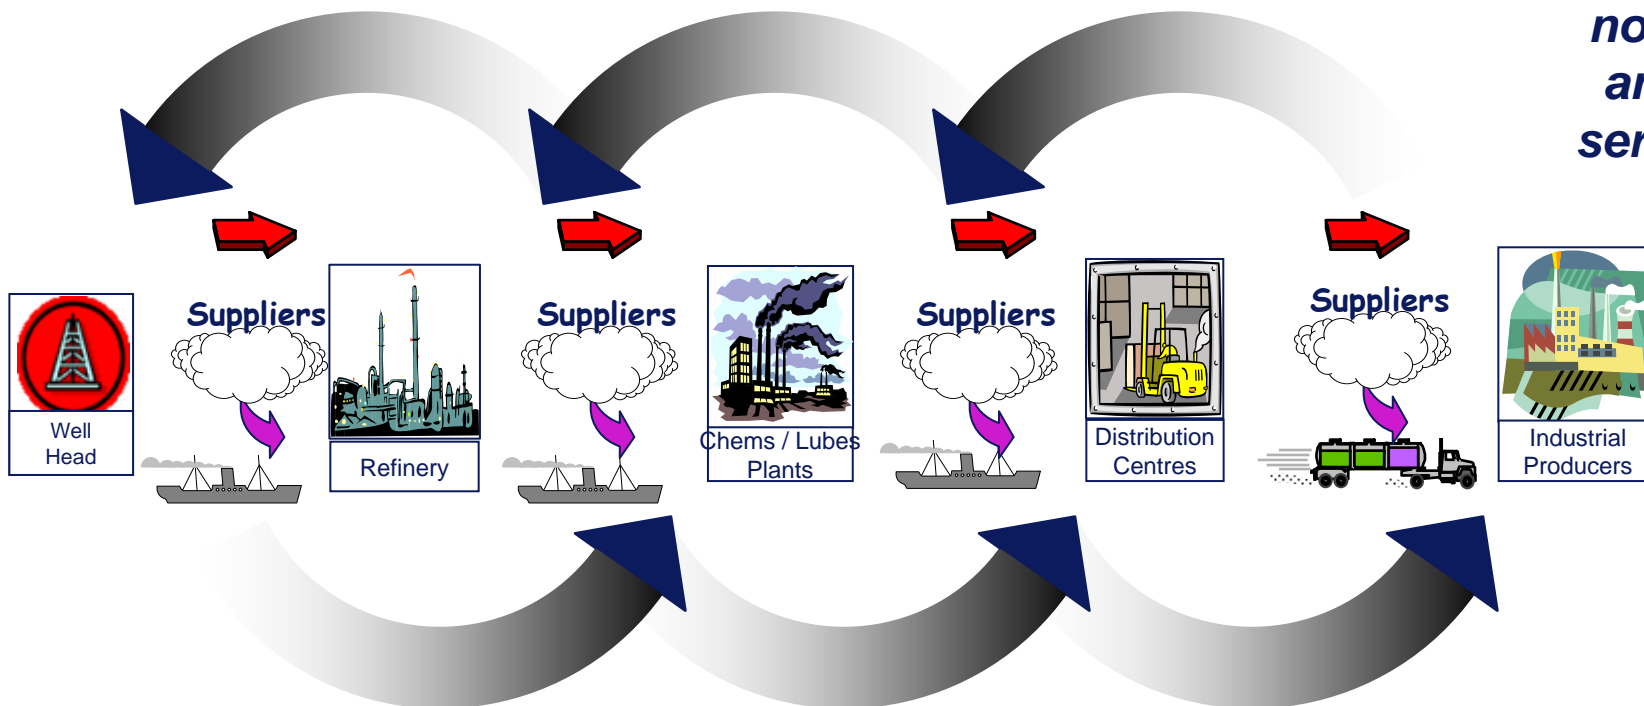 Suppliers
Suppliers
Suppliers
Suppliers
Well
Head
Refinery
Chems / Lubes
Plants
Distribution
Centres
Industrial
Producers